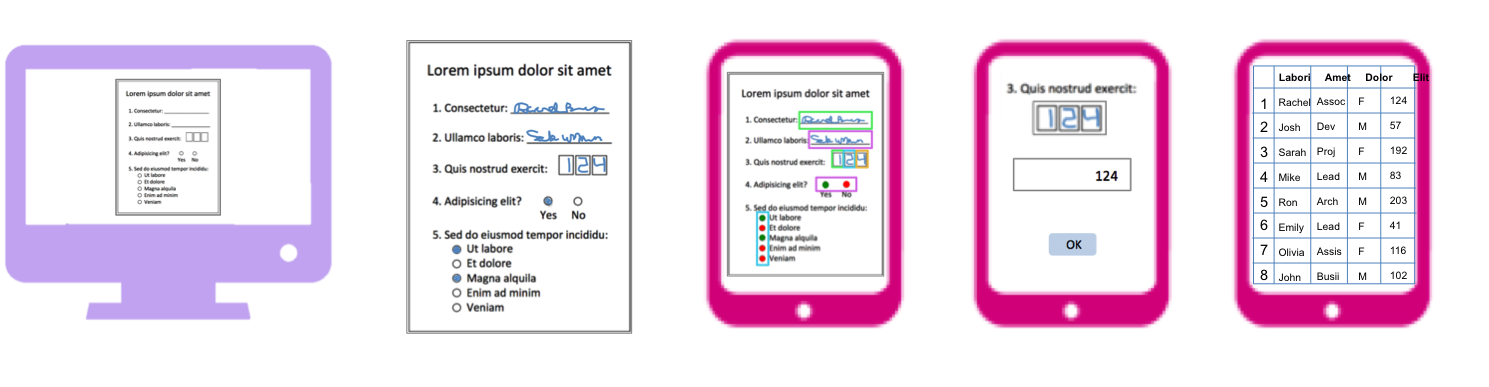 Lorem ipsum dolor sit amet
1. Consectetur:
2. Ullamco laboris:
3. Quis nostrud exercit:
4. Adipisicing elit?
Yes No
5. Sed do eiusmod tempor incididu:
Ut labore
Et dolore
Magna alquila
Enim ad minim
Veniam
Lorem ipsum dolor sit amet
1. Consectetur:
2. Ullamco laboris:
3. Quis nostrud exercit: 124
4. Adipisicing elit?
Yes No
5. Sed do eiusmod tempor incididu:
Ut labore
Et dolore
Magna alquila
Enim ad minim
Veniam
Lorem ipsum dolor sit amet
1. Consectetur:
2. Ullamco laboris:
3. Quis nostrud exercit: 124
4. Adipisicing elit?
Yes No
5. Sed do eiusmod tempor incididu:
Ut labore
Et dolore
Magna alquila
Enim ad minim
Veniam
3. Quis nostrud exercit:
124
124
OK
Labori Amet Dolor Elit
1 Rachel Assoc F 124
2 Josh Dev M 57
3 Sarah Proj F 192
4 Mike Lead M 83
5 Ron Arch M 203
6 Emily Lead F 41
7 Olivia Assis F 116
8 John Busii M 102